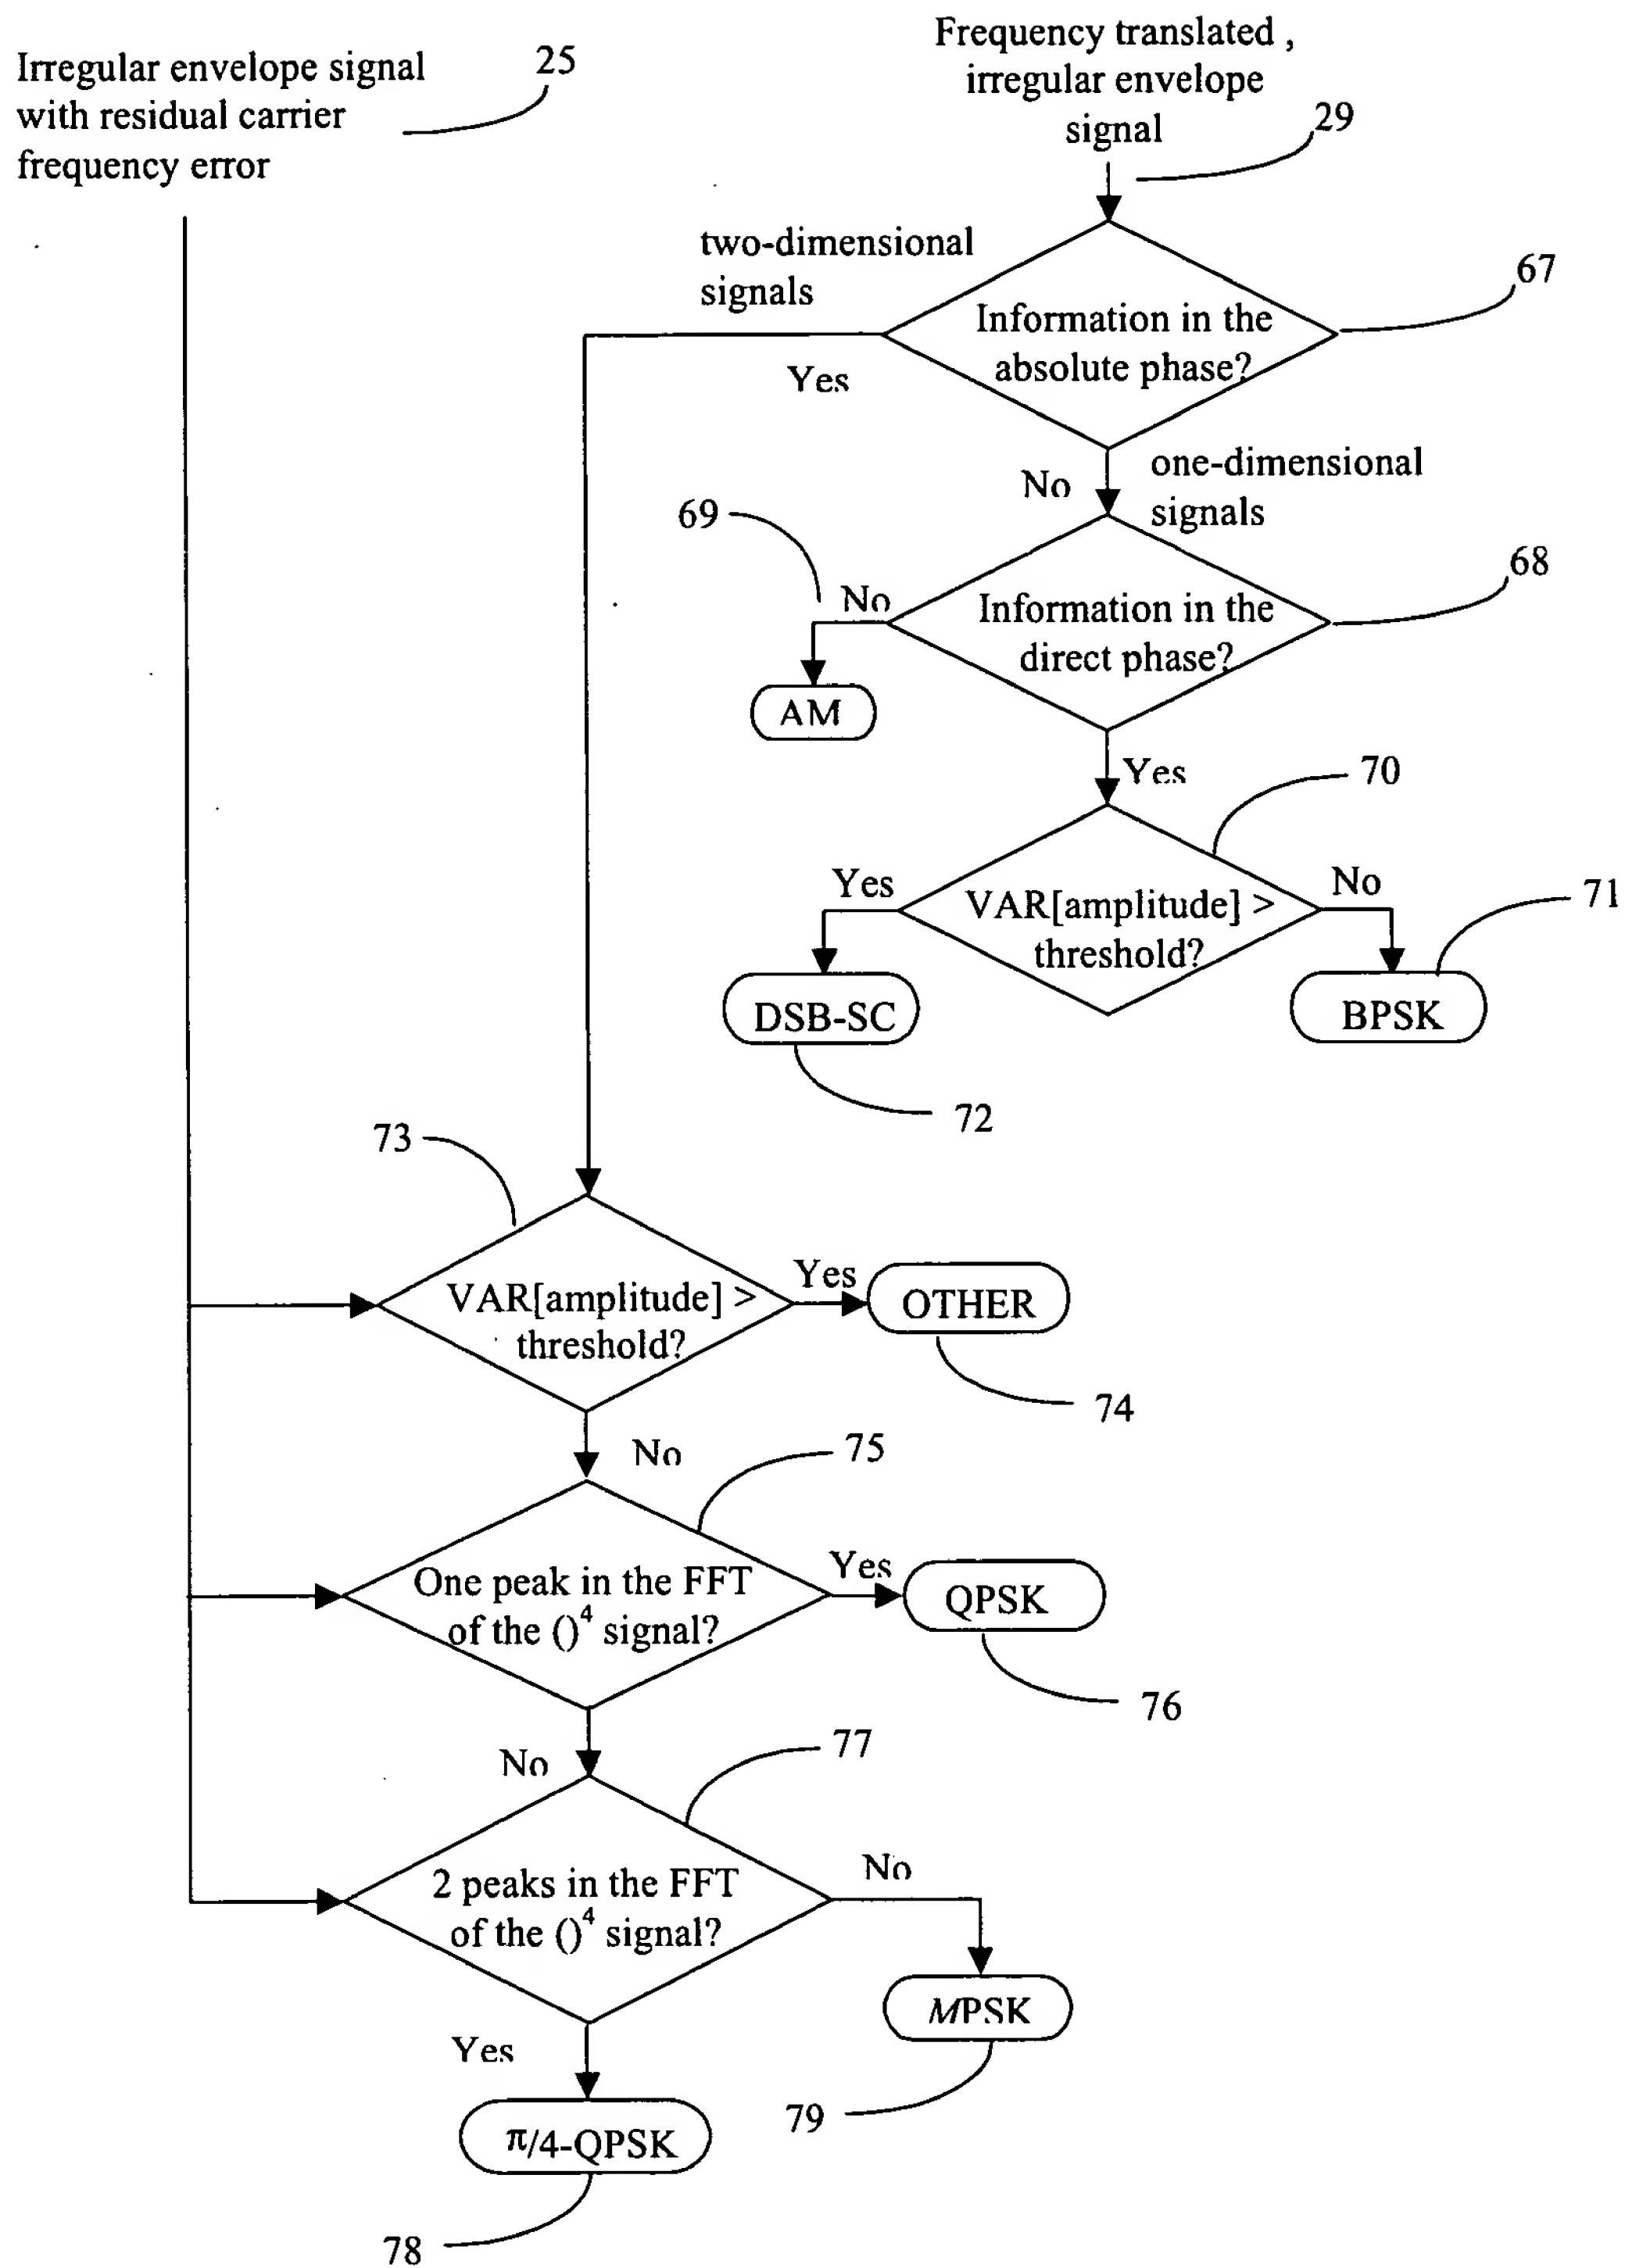 Irregular envelope signal
with residual carrier
frequency error
25
Frequency translated ,
irregular envelope
signal
29
two-dimensional
signals
67
Information in the
absolute phase?
Yes
No
one-dimensional
signals
69
68
No
Information in the
direct phase?
AM
Yes
70
Yes
VAR[amplitude] >
threshold?
No
71
DSB-SC
BPSK
72
73
VAR[amplitude] >
threshold?
Yes
OTHER
74
No
75
One peak in the FFT
of the ()⁴ signal?
Yes
QPSK
76
No
77
2 peaks in the FFT
of the ()⁴ signal?
No
MPSK
Yes
79
π/4-QPSK
78